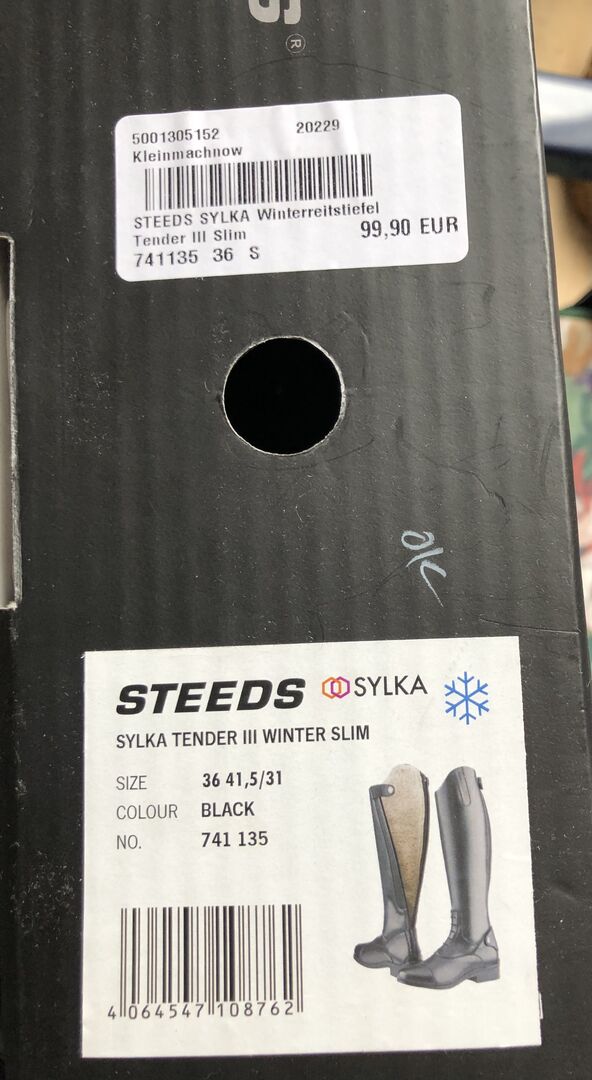 S
®
5001305152 20229
Kleinmachnow
STEEDS SYLKA Winterreitstiefel
Tender III Slim 99,90 EUR
741135 36 S
ok
STEEDS SYLKA
SYLKA TENDER III WINTER SLIM
SIZE 36 41,5/31
COLOUR BLACK
NO. 741 135
4 064547 108762